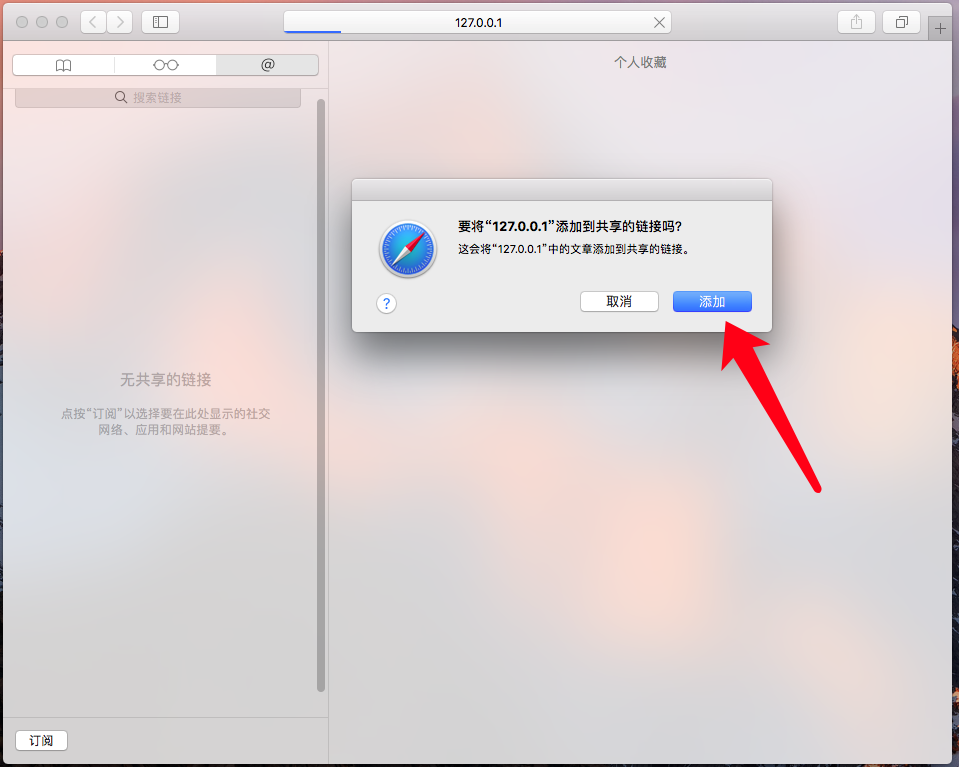 127.0.0.1
@
个人收藏
搜索链接
要将“127.0.0.1”添加到共享的链接吗?
这会将“127.0.0.1”中的文章添加到共享的链接。
?
取消
添加
无共享的链接
点按“订阅”以选择要在此处显示的社交
网络、应用和网站提要。
订阅